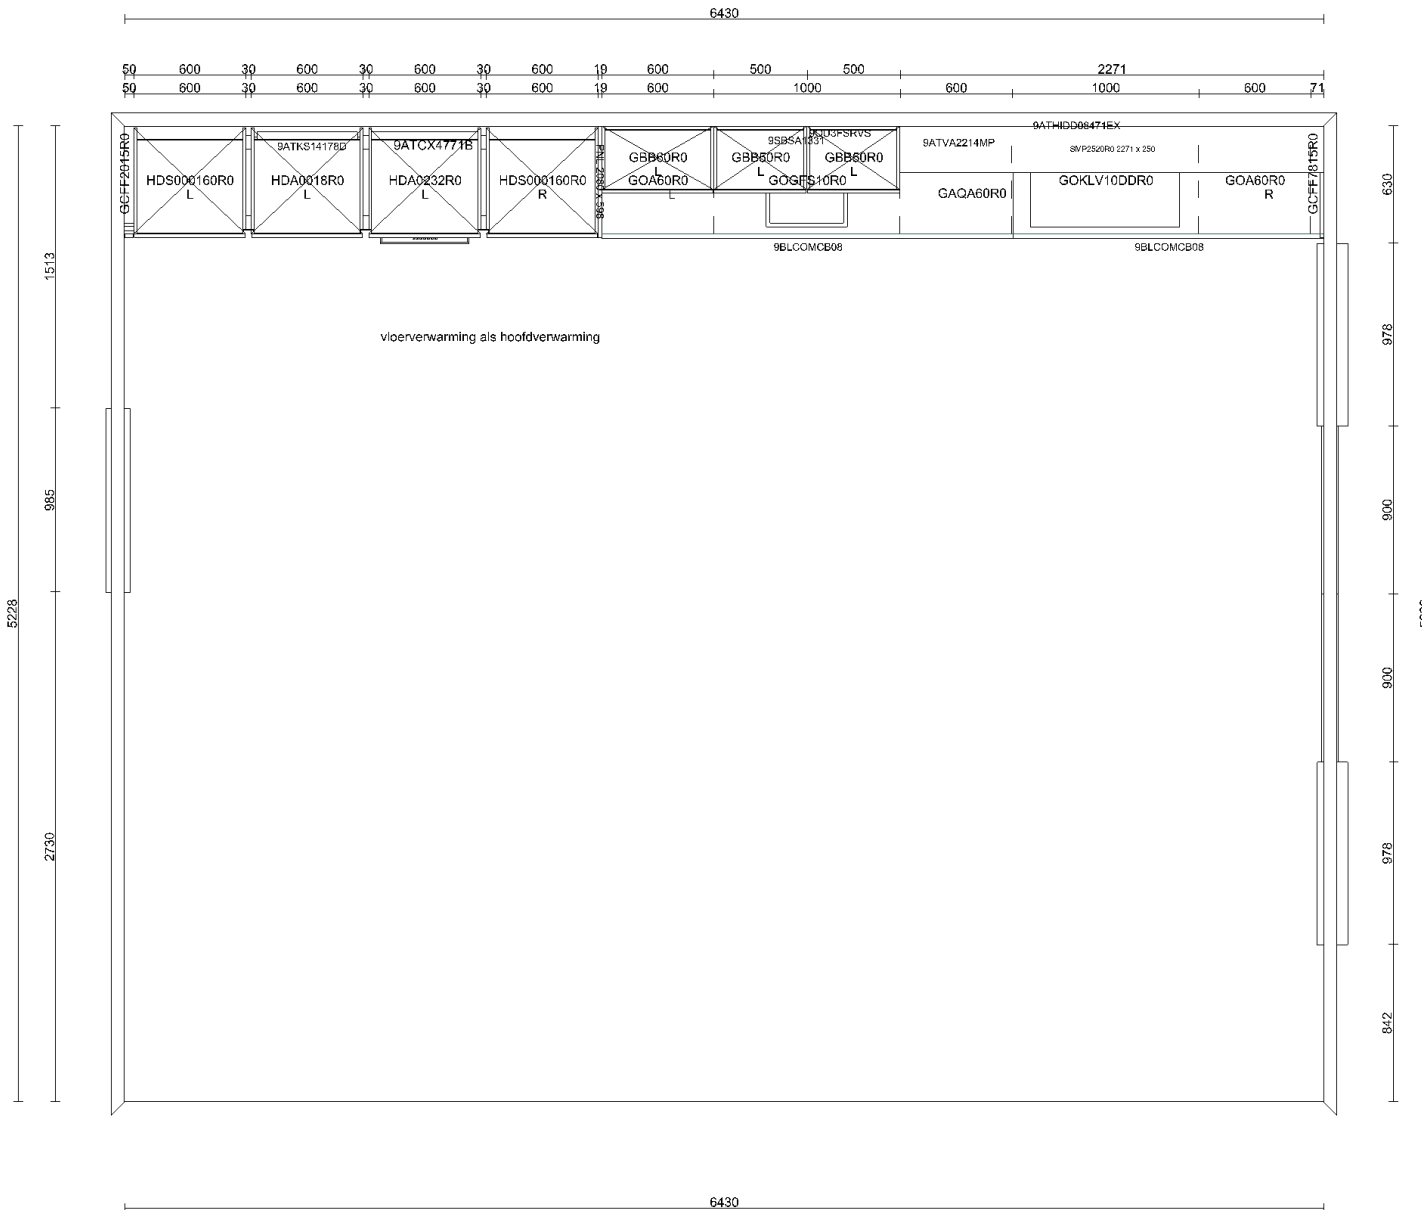 6430
50 600 30 600 30 600 30 600 19 600 500 500 2271
50 600 30 600 30 600 30 600 19 600 1000 600 1000 600 71
9ATHIDD08471EX
9SBSA1331
9ATKS14178D 9ATCX4771B 9ATVA2214MP SMP2520R0 2271 x 250
GBB60R0 GBB50R0 GBB50R0
L L L
GCFF2015R0 HDS000160R0 HDA0018R0 HDA0232R0 HDS000160R0 GOA60R0 GOGFS10R0 GAQA60R0 GOKLV10DDR0 GOA60R0 GCFF7815R0
L L L R L R
9BLCOMCB08 9BLCOMCB08
vloerverwarming als hoofdverwarming
5228
1513
985
2730
630
978
900
900
978
842
6430